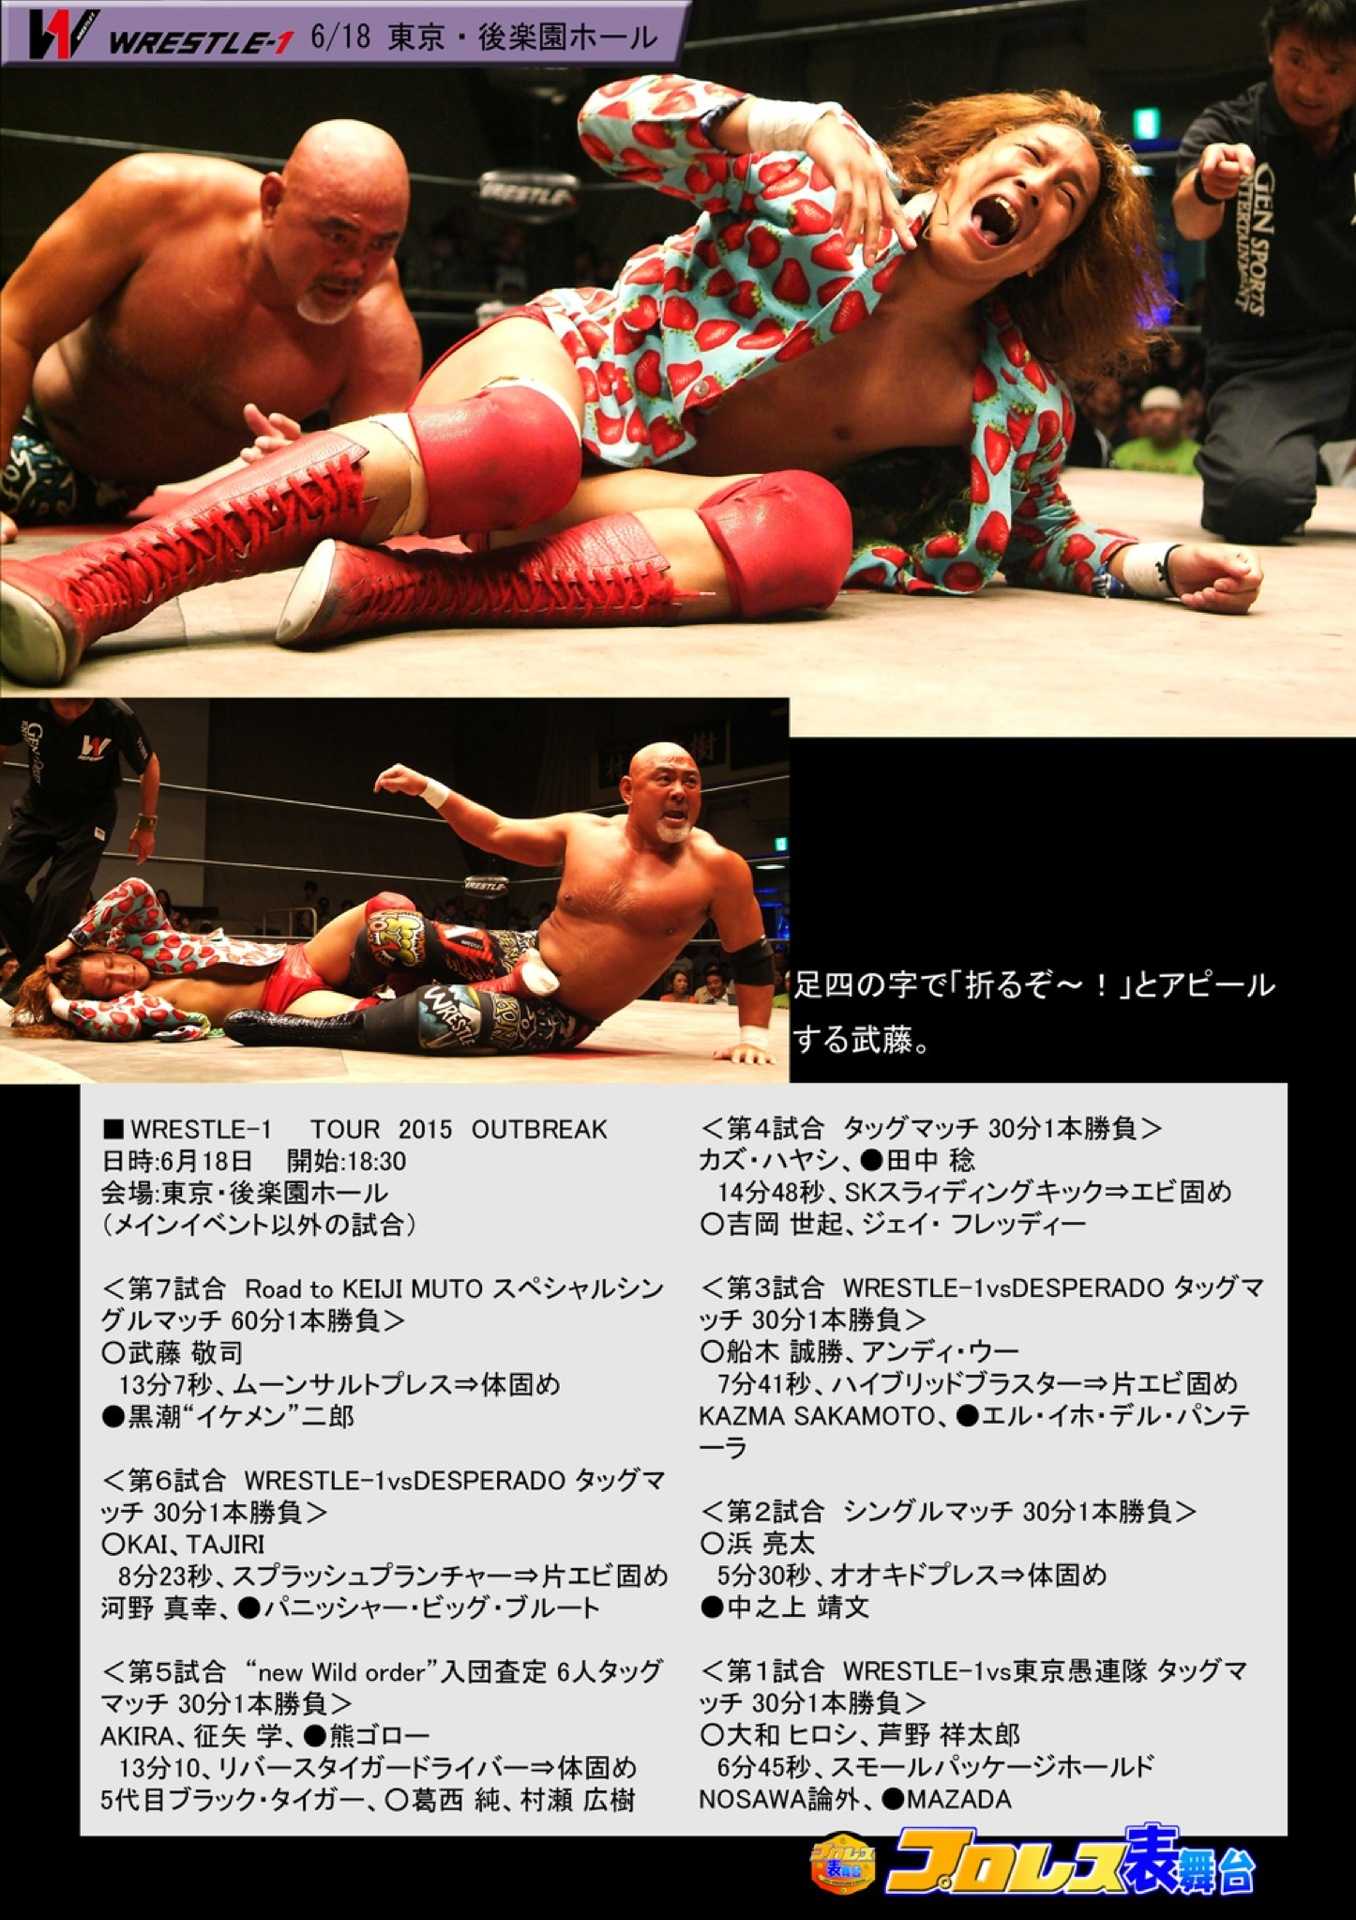 WRESTLE-1 6/18 東京・後楽園ホール
GEN SPORTS
ENTERTAINMENT
WRESTLE-1
足四の字で「折るぞ～！」とアピール
する武藤。
■WRESTLE-1 TOUR 2015 OUTBREAK
日時:6月18日 開始:18:30
会場:東京・後楽園ホール
（メインイベント以外の試合）
＜第７試合 Road to KEIJI MUTO スペシャルシン
グルマッチ 60分1本勝負＞
○武藤 敬司
13分7秒、ムーンサルトプレス⇒体固め
●黒潮“イケメン”二郎
＜第６試合 WRESTLE-1vsDESPERADO タッグマ
ッチ 30分1本勝負＞
○KAI、TAJIRI
8分23秒、スプラッシュプランチャー⇒片エビ固め
河野 真幸、●パニッシャー・ビッグ・ブルート
＜第５試合 “new Wild order”入団査定 6人タッグ
マッチ 30分1本勝負＞
AKIRA、征矢 学、●熊ゴロー
13分10、リバースタイガードライバー⇒体固め
5代目ブラック・タイガー、○葛西 純、村瀬 広樹
＜第４試合 タッグマッチ 30分1本勝負＞
カズ・ハヤシ、●田中 稔
14分48秒、SKスライディングキック⇒エビ固め
○吉岡 世起、ジェイ・フレッディー
＜第３試合 WRESTLE-1vsDESPERADO タッグマ
ッチ 30分1本勝負＞
○船木 誠勝、アンディ・ウー
7分41秒、ハイブリッドブラスター⇒片エビ固め
KAZMA SAKAMOTO、●エル・イホ・デル・パンテ
ーラ
＜第２試合 シングルマッチ 30分1本勝負＞
○浜 亮太
5分30秒、オオキドプレス⇒体固め
●中之上 靖文
＜第１試合 WRESTLE-1vs東京愚連隊 タッグマ
ッチ 30分1本勝負＞
○大和 ヒロシ、芦野 祥太郎
6分45秒、スモールパッケージホールド
NOSAWA論外、●MAZADA
プロレス表舞台
プロレス表舞台